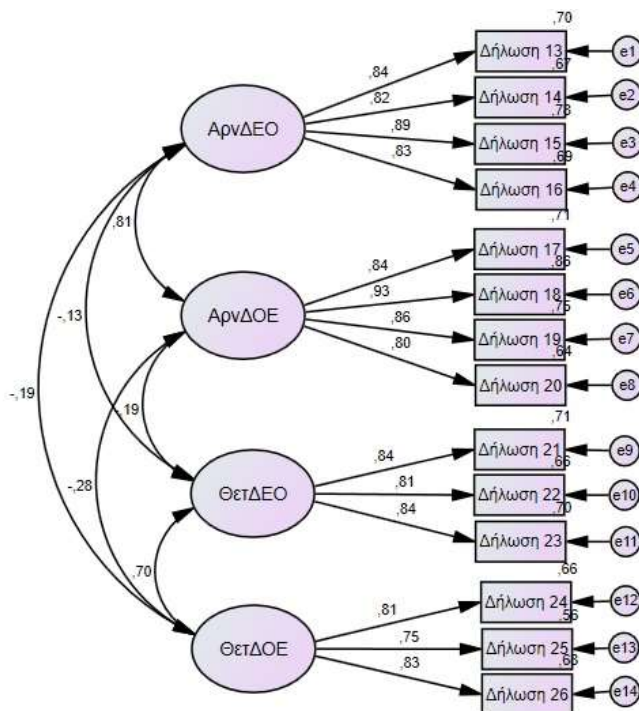 ,70
Δήλωση 13
e1
,84
,67
Δήλωση 14
e2
,82
ΑρνΔΕΟ
,78
Δήλωση 15
e3
,89
,69
Δήλωση 16
e4
,83
,81
,71
Δήλωση 17
e5
,84
,86
Δήλωση 18
e6
,93
ΑρνΔΟΕ
,75
Δήλωση 19
e7
,86
,64
Δήλωση 20
e8
,80
-,13
-,19
-,19
,71
Δήλωση 21
e9
,84
,66
Δήλωση 22
e10
,81
ΘετΔΕΟ
,70
Δήλωση 23
e11
,84
-,28
,70
,66
Δήλωση 24
e12
,81
,56
Δήλωση 25
e13
,75
ΘετΔΟΕ
,68
Δήλωση 26
e14
,83